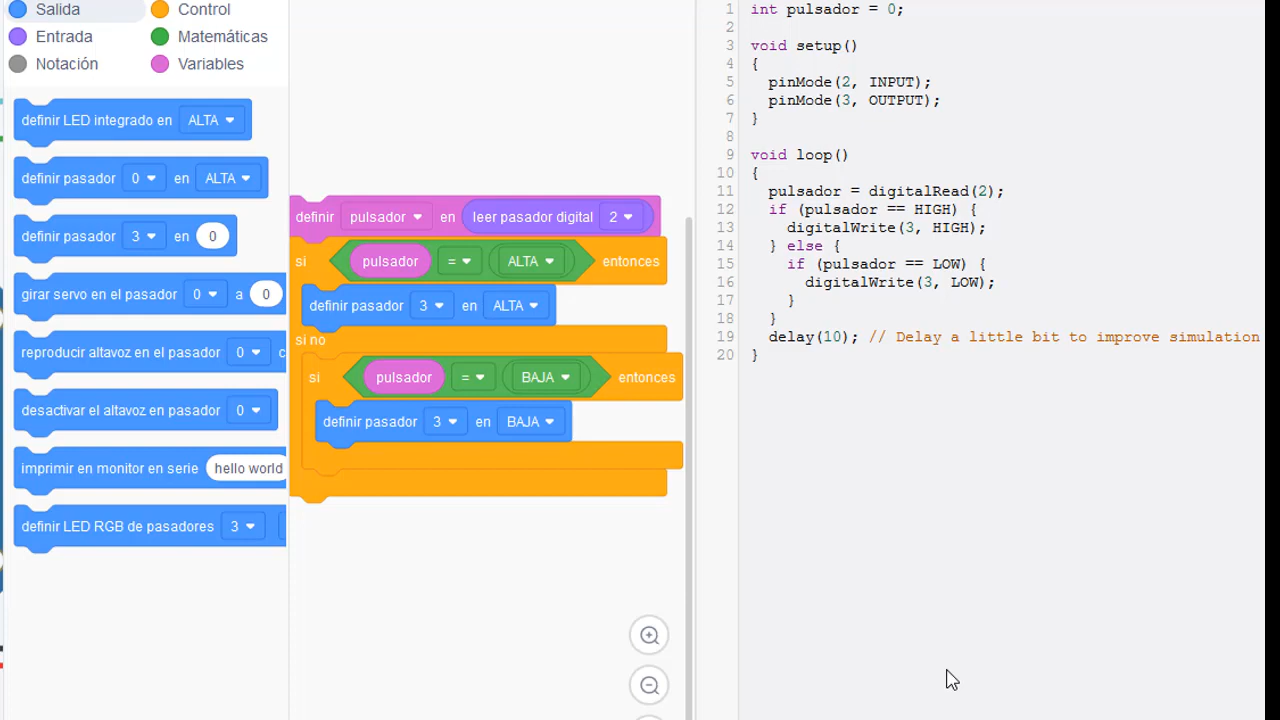 Salida
Control
Entrada
Matemáticas
Notación
Variables
definir LED integrado en ALTA
definir pasador 0 en ALTA
definir pasador 3 en 0
girar servo en el pasador 0 a 0
reproducir altavoz en el pasador 0 c
desactivar el altavoz en pasador 0
imprimir en monitor en serie hello world
definir LED RGB de pasadores 3
definir pulsador en leer pasador digital 2
si pulsador = ALTA entonces
definir pasador 3 en ALTA
si no
si pulsador = BAJA entonces
definir pasador 3 en BAJA
1 int pulsador = 0;
2
3 void setup()
4 {
5   pinMode(2, INPUT);
6   pinMode(3, OUTPUT);
7 }
8
9 void loop()
10 {
11   pulsador = digitalRead(2);
12   if (pulsador == HIGH) {
13     digitalWrite(3, HIGH);
14   } else {
15     if (pulsador == LOW) {
16       digitalWrite(3, LOW);
17     }
18   }
19   delay(10); // Delay a little bit to improve simulation
20 }